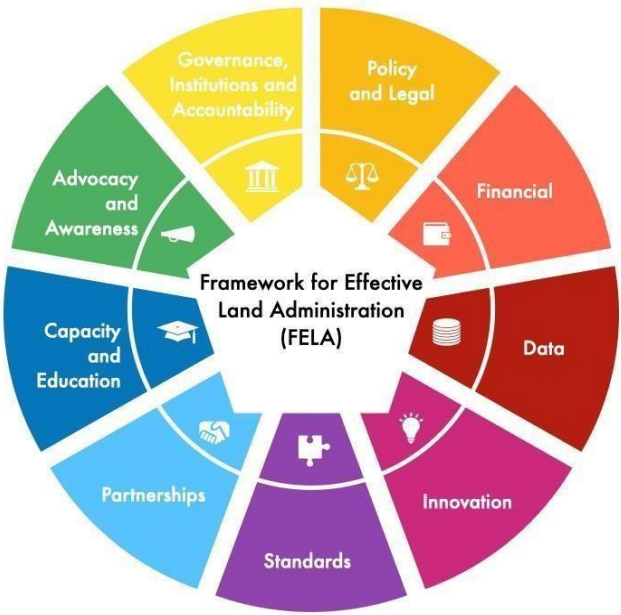 Governance,
Institutions and
Accountability
Policy
and Legal
Financial
Data
Innovation
Standards
Partnerships
Capacity
and
Education
Advocacy
and
Awareness
Framework for Effective
Land Administration
(FELA)